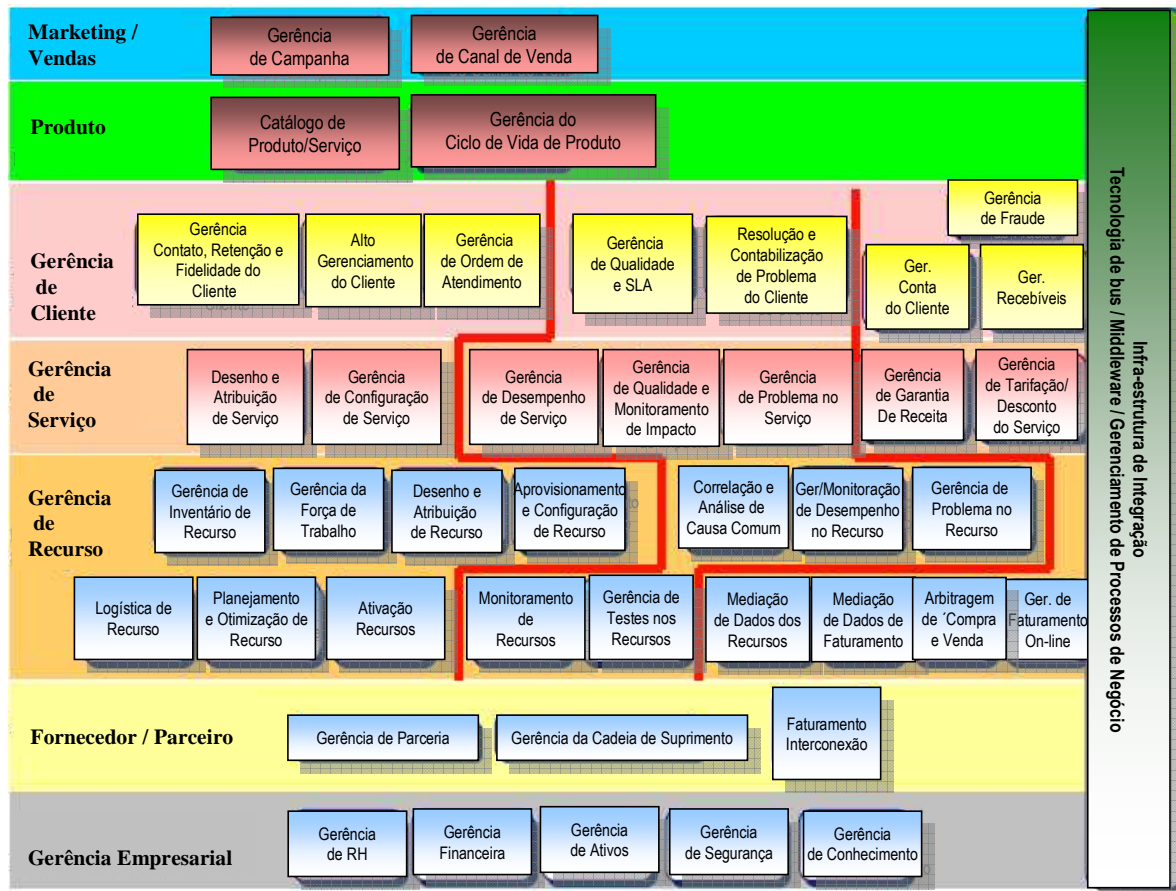 Marketing /
Vendas
Gerência
de Campanha
Gerência
de Canal de Venda
Produto
Catálogo de
Produto/Serviço
Gerência do
Ciclo de Vida de Produto
Gerência
de
Cliente
Gerência
Contato, Retenção e
Fidelidade do
Cliente
Alto
Gerenciamento
do Cliente
Gerência
de Ordem de
Atendimento
Gerência
de Qualidade
e SLA
Resolução e
Contabilização
de Problema
do Cliente
Gerência
de Fraude
Ger.
Conta
do Cliente
Ger.
Recebíveis
Gerência
de
Serviço
Desenho e
Atribuição
de Serviço
Gerência
de Configuração
de Serviço
Gerência
de Desempenho
de Serviço
Gerência
de Qualidade e
Monitoramento
de Impacto
Gerência
de Problema no
Serviço
Gerência
de Garantia
De Receita
Gerência
de Tarifação/
Desconto
do Serviço
Gerência
de
Recurso
Gerência de
Inventário de
Recurso
Gerência da
Força de
Trabalho
Desenho e
Atribuição
de Recurso
Aprovisionamento
e Configuração
de Recurso
Correlação e
Análise de
Causa Comum
Ger/Monitoração
de Desempenho
no Recurso
Gerência de
Problema no
Recurso
Logística de
Recurso
Planejamento
e Otimização de
Recurso
Ativação
Recursos
Monitoramento
de
Recursos
Gerência de
Testes nos
Recursos
Mediação
de Dados dos
Recursos
Mediação
de Dados de
Faturamento
Arbitragem
de ´Compra
e Venda
Ger. de
Faturamento
On-line
Fornecedor / Parceiro
Gerência de Parceria
Gerência da Cadeia de Suprimento
Faturamento
Interconexão
Gerência Empresarial
Gerência
de RH
Gerência
Financeira
Gerência
de Ativos
Gerência
de Segurança
Gerência
de Conhecimento
Infra-estrutura de Integração
Tecnologia de bus / Middleware / Gerenciamento de Processos de Negócio